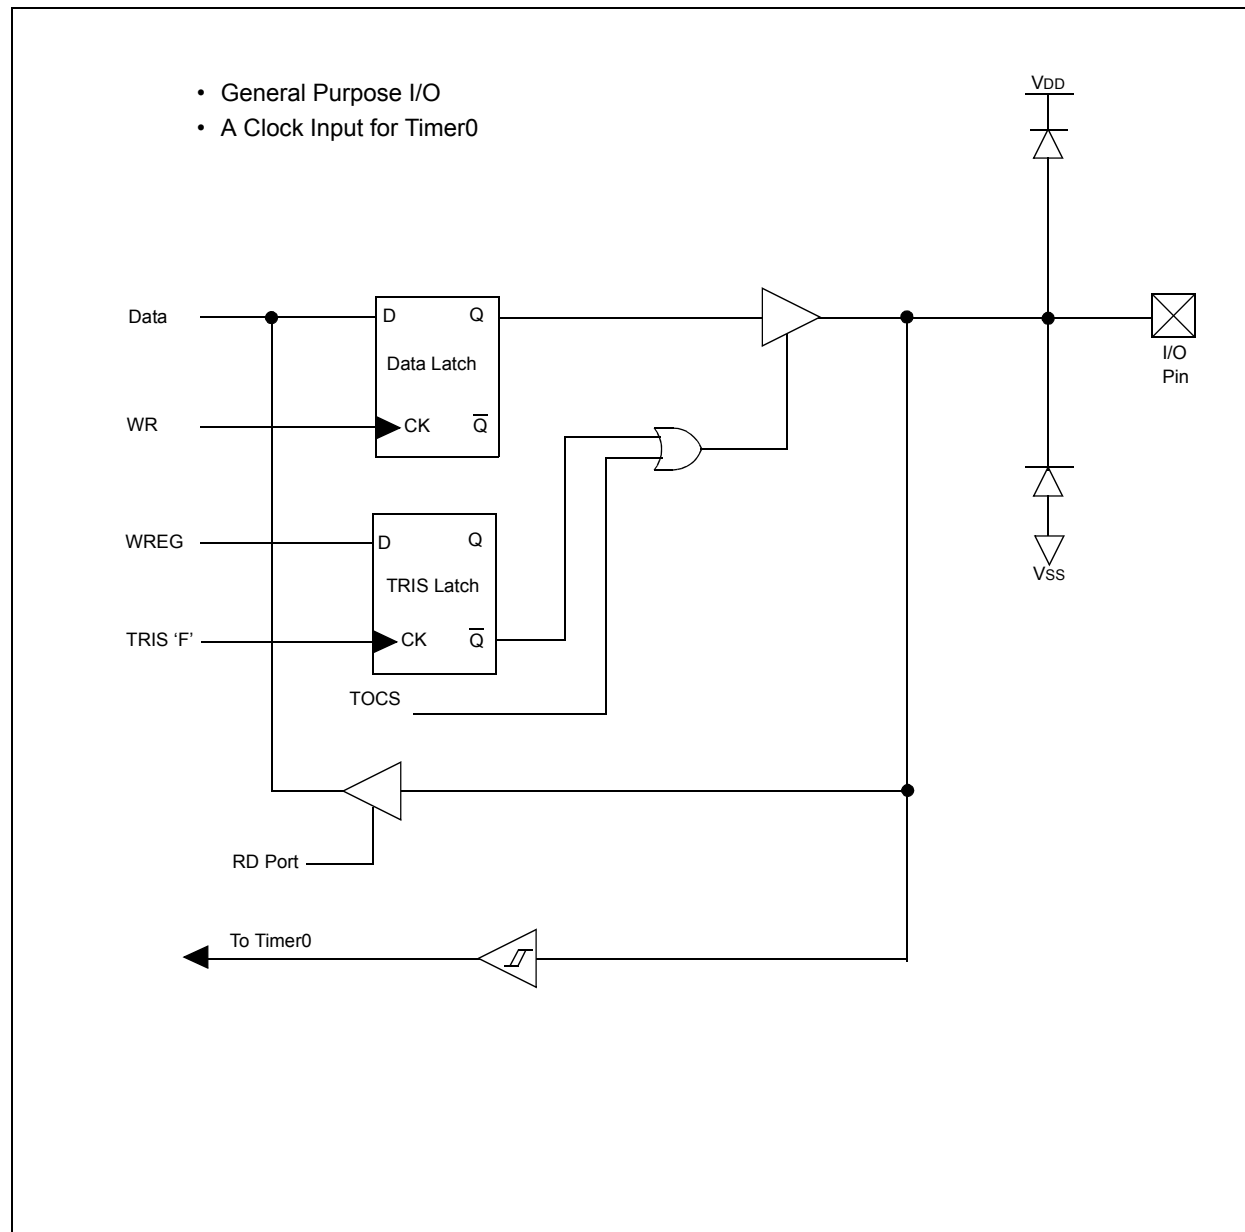 • General Purpose I/O
• A Clock Input for Timer0
VDD
Data
D
Q
Data Latch
I/O
Pin
WR
CK
Q̅
WREG
D
Q
TRIS Latch
VSS
TRIS ‘F’
CK
Q̅
TOCS
RD Port
To Timer0